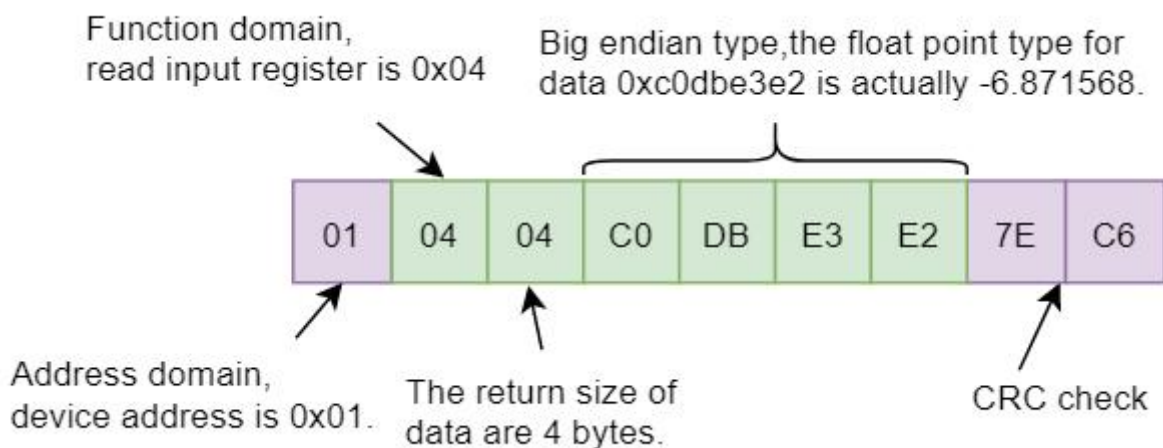 Function domain,
read input register is 0x04
Big endian type,the float point type for
data 0xc0dbe3e2 is actually -6.871568.
01 04 04 C0 DB E3 E2 7E C6
Address domain,
device address is 0x01.
The return size of
data are 4 bytes.
CRC check